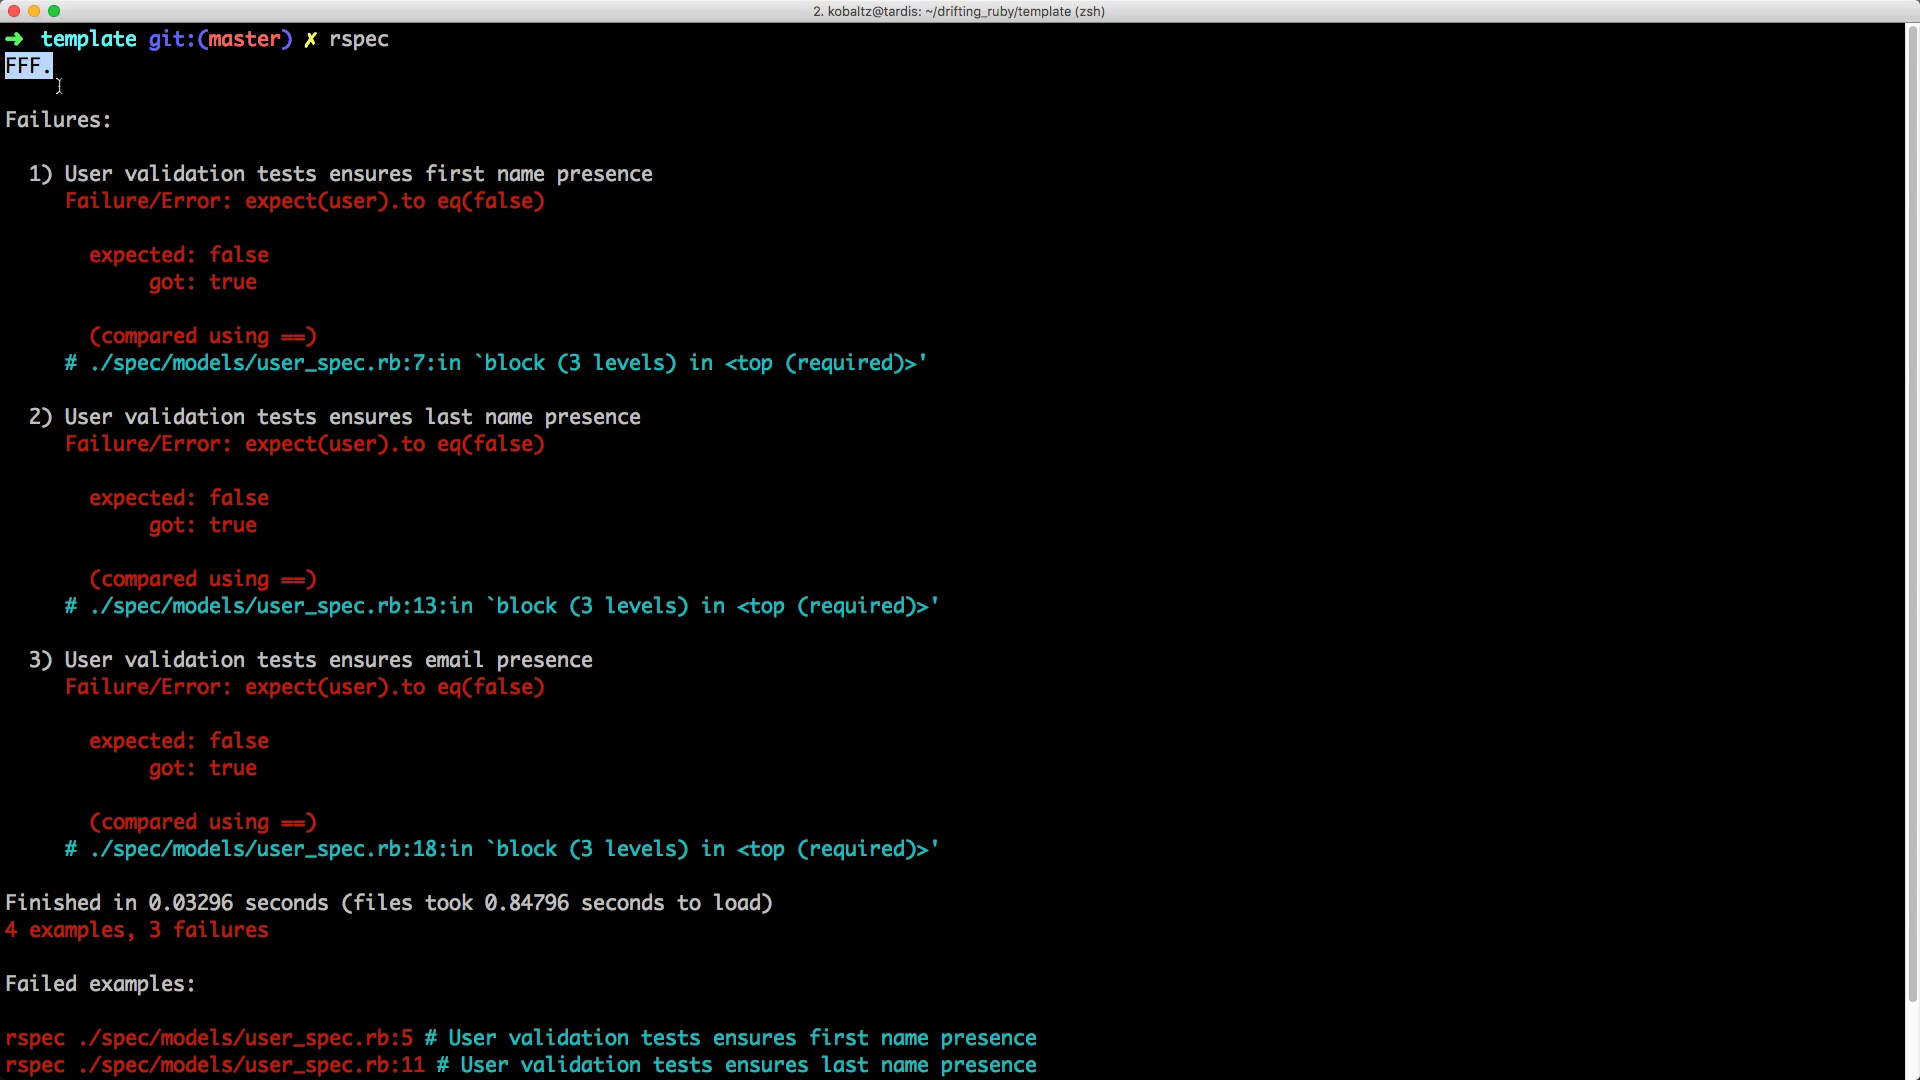 2. kobaltz@tardis: ~/drifting_ruby/template (zsh)
➜ template git:(master) ✗ rspec
FFF.
Failures:
1) User validation tests ensures first name presence
Failure/Error: expect(user).to eq(false)
expected: false
got: true
(compared using ==)
# ./spec/models/user_spec.rb:7:in `block (3 levels) in <top (required)>'
2) User validation tests ensures last name presence
Failure/Error: expect(user).to eq(false)
expected: false
got: true
(compared using ==)
# ./spec/models/user_spec.rb:13:in `block (3 levels) in <top (required)>'
3) User validation tests ensures email presence
Failure/Error: expect(user).to eq(false)
expected: false
got: true
(compared using ==)
# ./spec/models/user_spec.rb:18:in `block (3 levels) in <top (required)>'
Finished in 0.03296 seconds (files took 0.84796 seconds to load)
4 examples, 3 failures
Failed examples:
rspec ./spec/models/user_spec.rb:5 # User validation tests ensures first name presence
rspec ./spec/models/user_spec.rb:11 # User validation tests ensures last name presence